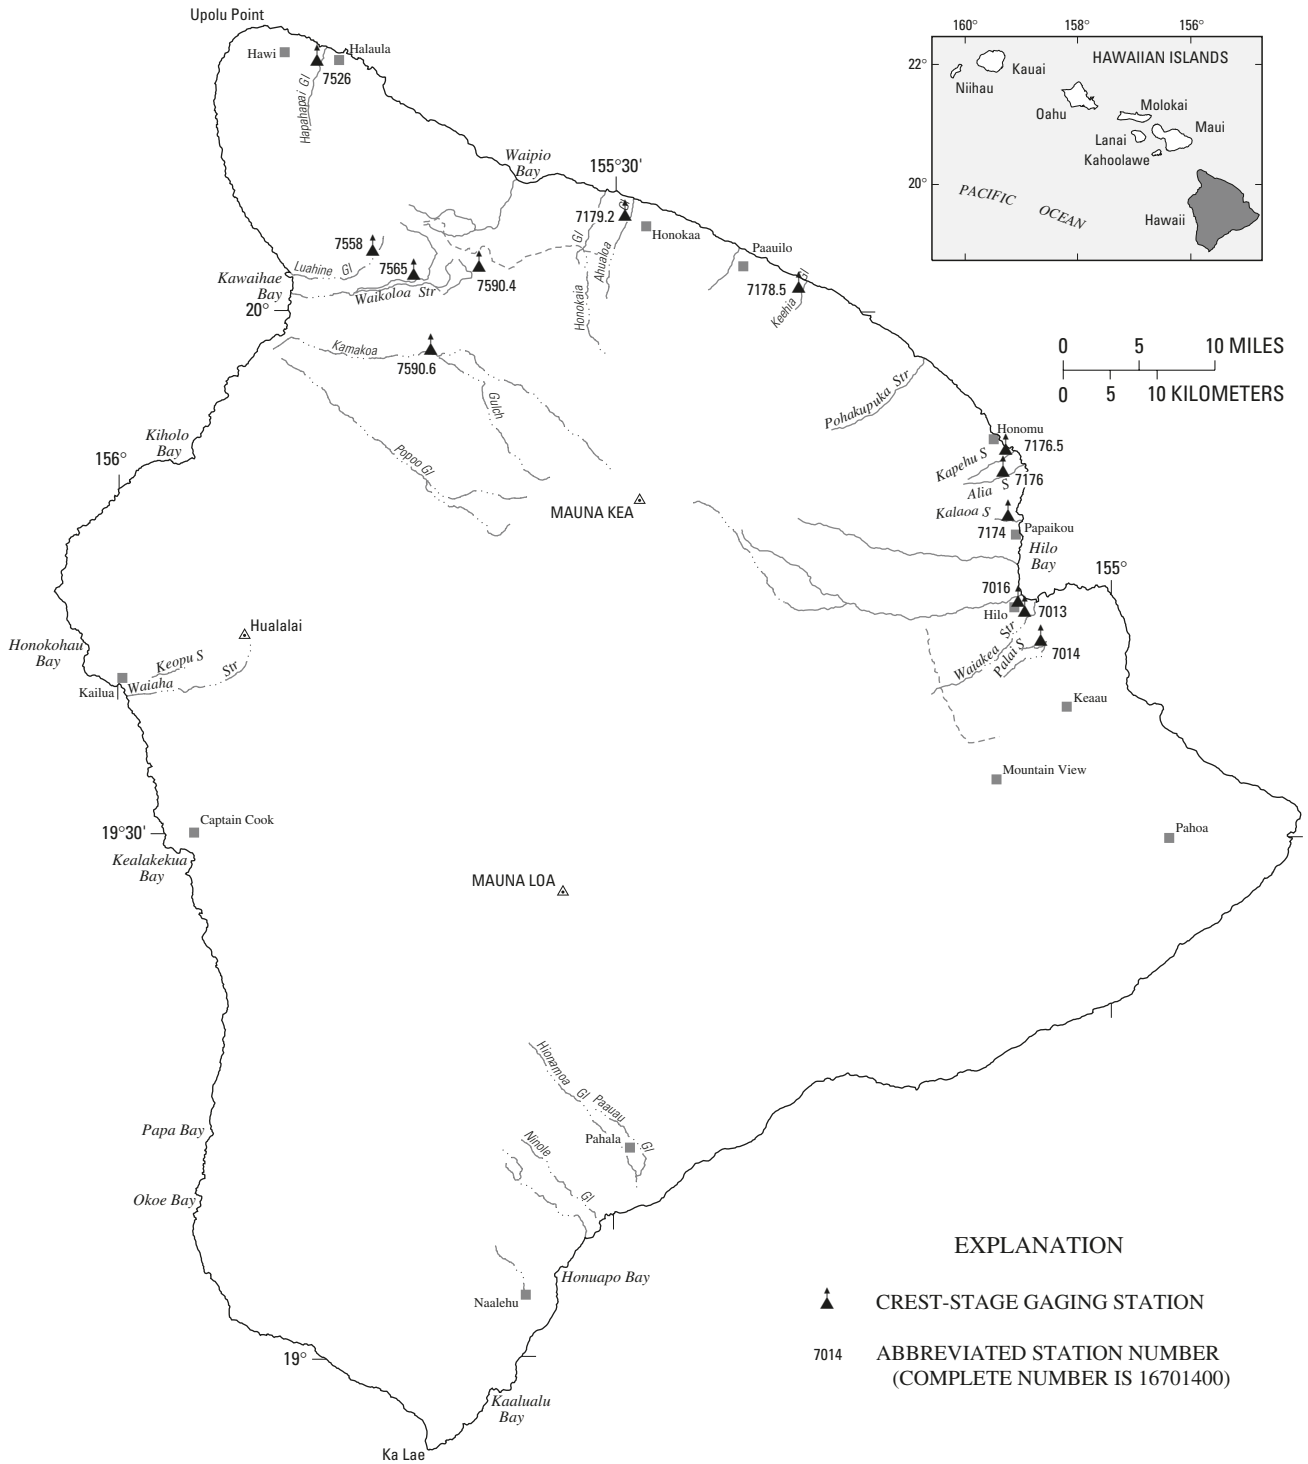 Upolu Point
Hawi
Halaula
7526
Hapahapai Gl
160°
158°
156°
HAWAIIAN ISLANDS
22°
Kauai
Niihau
Oahu
Molokai
Lanai
Maui
Kahoolawe
20°
PACIFIC OCEAN
Hawaii
Waipio
Bay
155°30'
7179.2
Gl
Honokaa
Gl
Ahualoa
Honokaia
Paauilo
7558
Luahine Gl
7565
7590.4
Waikoloa Str
Kawaihae
Bay
20°
7178.5
Keehia Gl
Kamakoa
7590.6
Gulch
0 5 10 MILES
0 5 10 KILOMETERS
Pohakupuka Str
Kiholo
Bay
156°
Popoo Gl
MAUNA KEA
Honomu
7176.5
Kapehu S
7176
Alia S
Kalaoa S
7174
Papaikou
Hilo
Bay
155°
7016
Hilo
7013
Waiakea Str
Palai S
7014
Hualalai
Honokohau
Bay
Keopu S
Kailua
Waiaha Str
Keaau
Mountain View
Captain Cook
19°30'
Kealakekua
Bay
Pahoa
MAUNA LOA
Hionamoa Gl
Paauau Gl
Pahala
Ninole Gl
Papa Bay
Okoe Bay
Honuapo Bay
Naalehu
19°
Kaalualu
Bay
Ka Lae
EXPLANATION
CREST-STAGE GAGING STATION
7014 ABBREVIATED STATION NUMBER
(COMPLETE NUMBER IS 16701400)